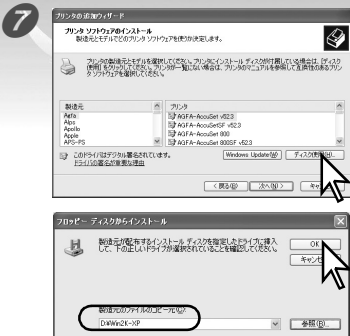 7
プリンタの追加ウィザード
プリンタ ソフトウェアのインストール
製造元とモデルでどのプリンタ ソフトウェアを使うか決定します。
プリンタの製造元とモデルを選択してください。プリンタにインストール ディスクが付属している場合は、[ディスク
使用] をクリックしてください。プリンタが一覧にない場合は、プリンタのマニュアルを参照して互換性のあるプリン
タ ソフトウェアを選択してください。
製造元
プリンタ
Agfa
Alps
Apollo
Apple
APS-PS
AGFA-AccuSet v52.3
AGFA-AccuSetSF v52.3
AGFA-AccuSet 800
AGFA-AccuSet 800SF v52.3
このドライバはデジタル署名されています。
ドライバの署名が重要な理由
Windows Update(W)
ディスク使用(H)...
< 戻る(B)
次へ(N) >
フロッピー ディスクからインストール
製造元が配布するインストール ディスクを指定したドライブに挿入
して、下の正しいドライブが選択されていることを確認してください。
OK
製造元のファイルのコピー元(C):
D:¥Win2K-XP
参照(B)...